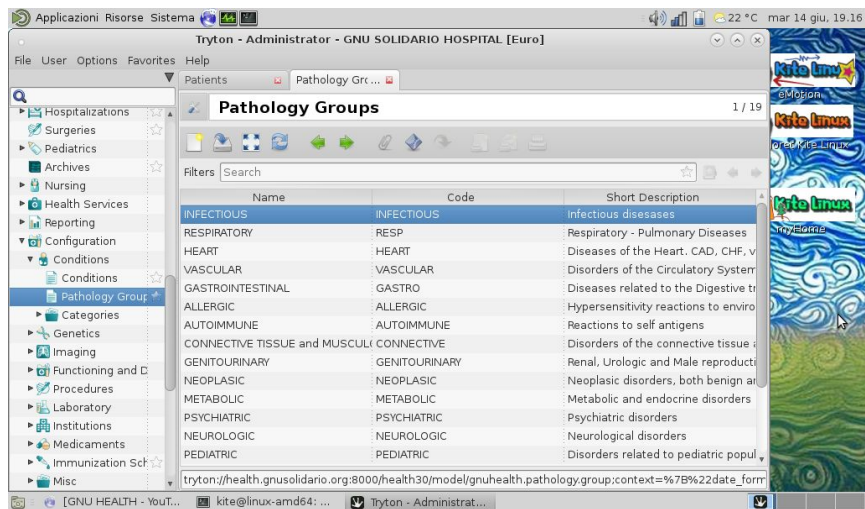 Applicazioni Risorse Sistema 22 °C mar 14 giu, 19.16
Tryton - Administrator - GNU SOLIDARIO HOSPITAL [Euro]
File User Options Favorites Help
Patients Pathology Grc ...
Pathology Groups 1 / 19
Hospitalizations
Surgeries
Pediatrics
Archives
Nursing
Health Services
Reporting
Configuration
Conditions
Conditions
Pathology Group
Categories
Genetics
Imaging
Functioning and D
Procedures
Laboratory
Institutions
Medicaments
Immunization Sch
Misc
Filters Search
Name Code Short Description
INFECTIOUS INFECTIOUS Infectious disesases
RESPIRATORY RESP Respiratory - Pulmonary Diseases
HEART HEART Diseases of the Heart. CAD, CHF, v
VASCULAR VASCULAR Disorders of the Circulatory System
GASTROINTESTINAL GASTRO Diseases related to the Digestive tr
ALLERGIC ALLERGIC Hypersensitivity reactions to enviro
AUTOIMMUNE AUTOIMMUNE Reactions to self antigens
CONNECTIVE TISSUE and MUSCUL CONNECTIVE Disorders of the connective tissue a
GENITOURINARY GENITOURINARY Renal, Urologic and Male reproducti
NEOPLASIC NEOPLASIC Neoplasic disorders, both benign an
METABOLIC METABOLIC Metabolic and endocrine disorders
PSYCHIATRIC PSYCHIATRIC Psychiatric disorders
NEUROLOGIC NEUROLOGIC Neurological disorders
PEDIATRIC PEDIATRIC Disorders related to pediatric popul
tryton://health.gnusolidario.org:8000/health30/model/gnuhealth.pathology.group;context=%7B%22date_form
Kite Linux
eMotion
Kite Linux
orer Kite Linux
Kite Linux
myHome
[GNU HEALTH - YouT... kite@linux-amd64: ... Tryton - Administrat...